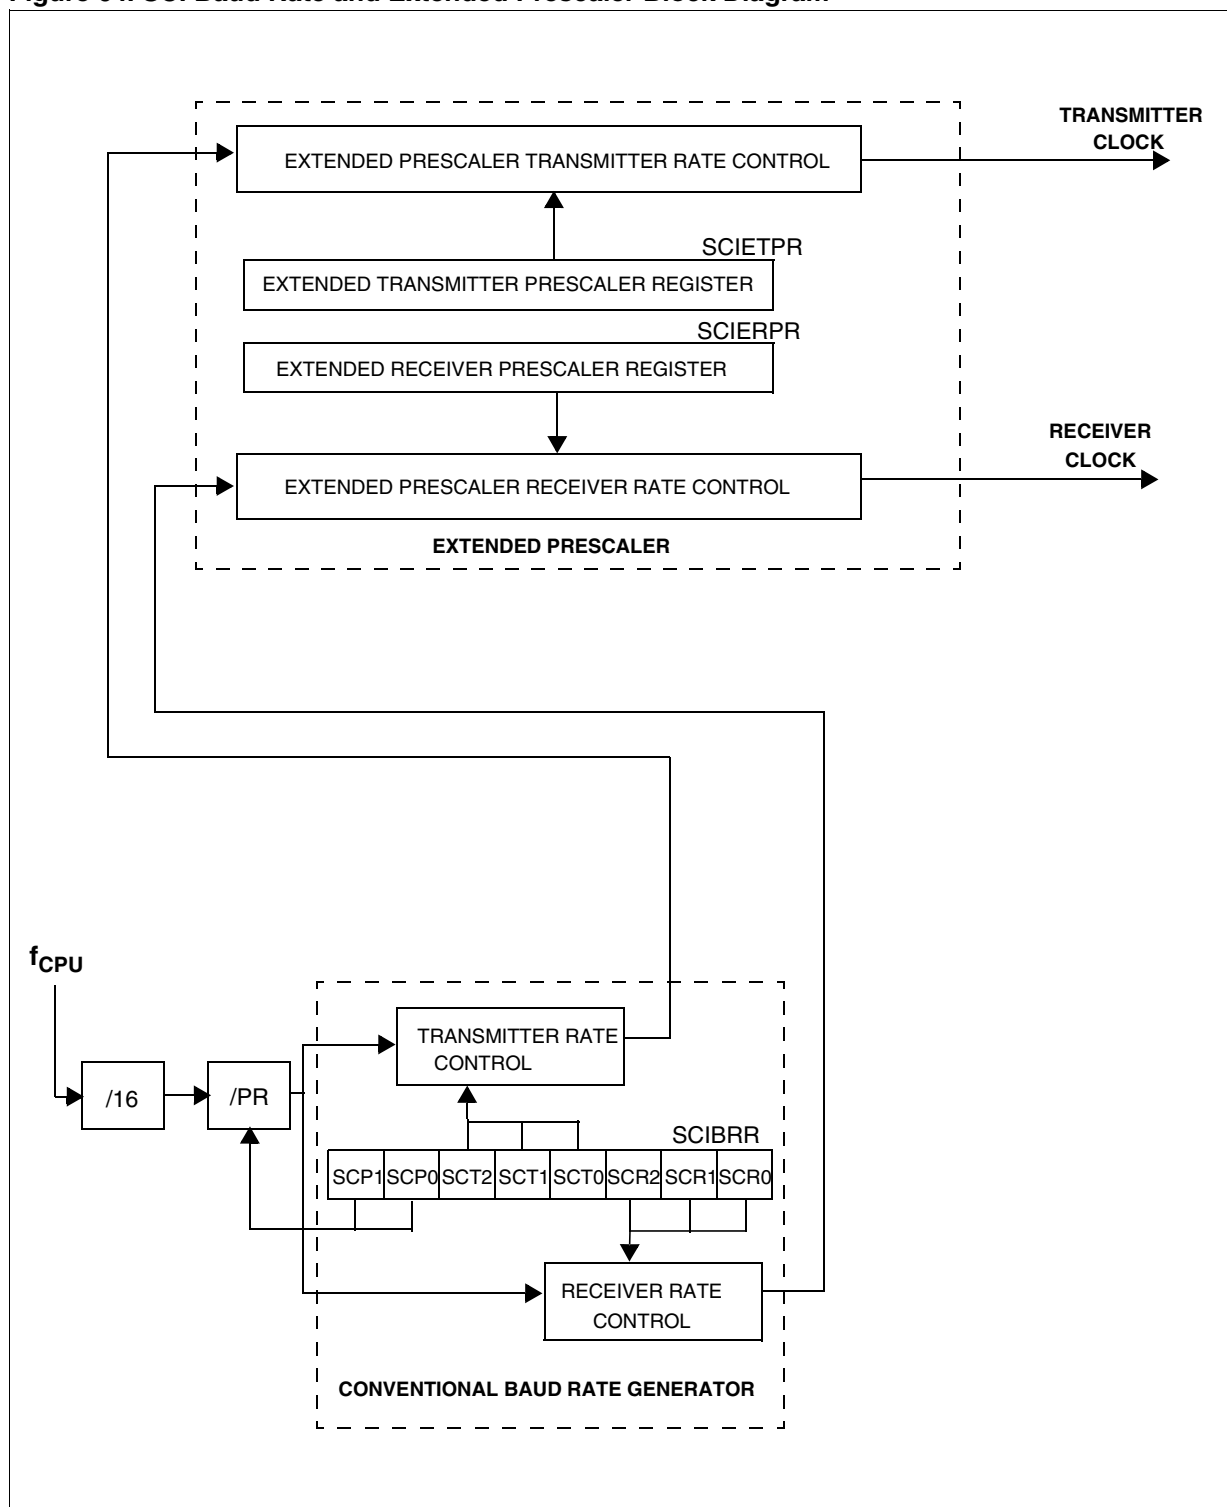 TRANSMITTER
CLOCK
EXTENDED PRESCALER TRANSMITTER RATE CONTROL
SCIETPR
EXTENDED TRANSMITTER PRESCALER REGISTER
SCIERPR
EXTENDED RECEIVER PRESCALER REGISTER
RECEIVER
CLOCK
EXTENDED PRESCALER RECEIVER RATE CONTROL
EXTENDED PRESCALER
fCPU
TRANSMITTER RATE
CONTROL
/16
/PR
SCIBRR
SCP1 SCP0 SCT2 SCT1 SCT0 SCR2 SCR1 SCR0
RECEIVER RATE
CONTROL
CONVENTIONAL BAUD RATE GENERATOR